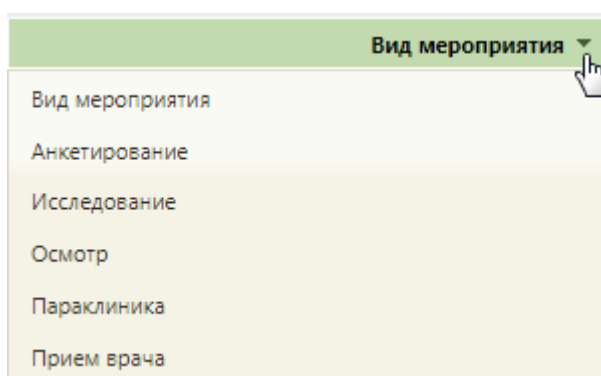 Вид мероприятия
Вид мероприятия
Анкетирование
Исследование
Осмотр
Параклиника
Прием врача